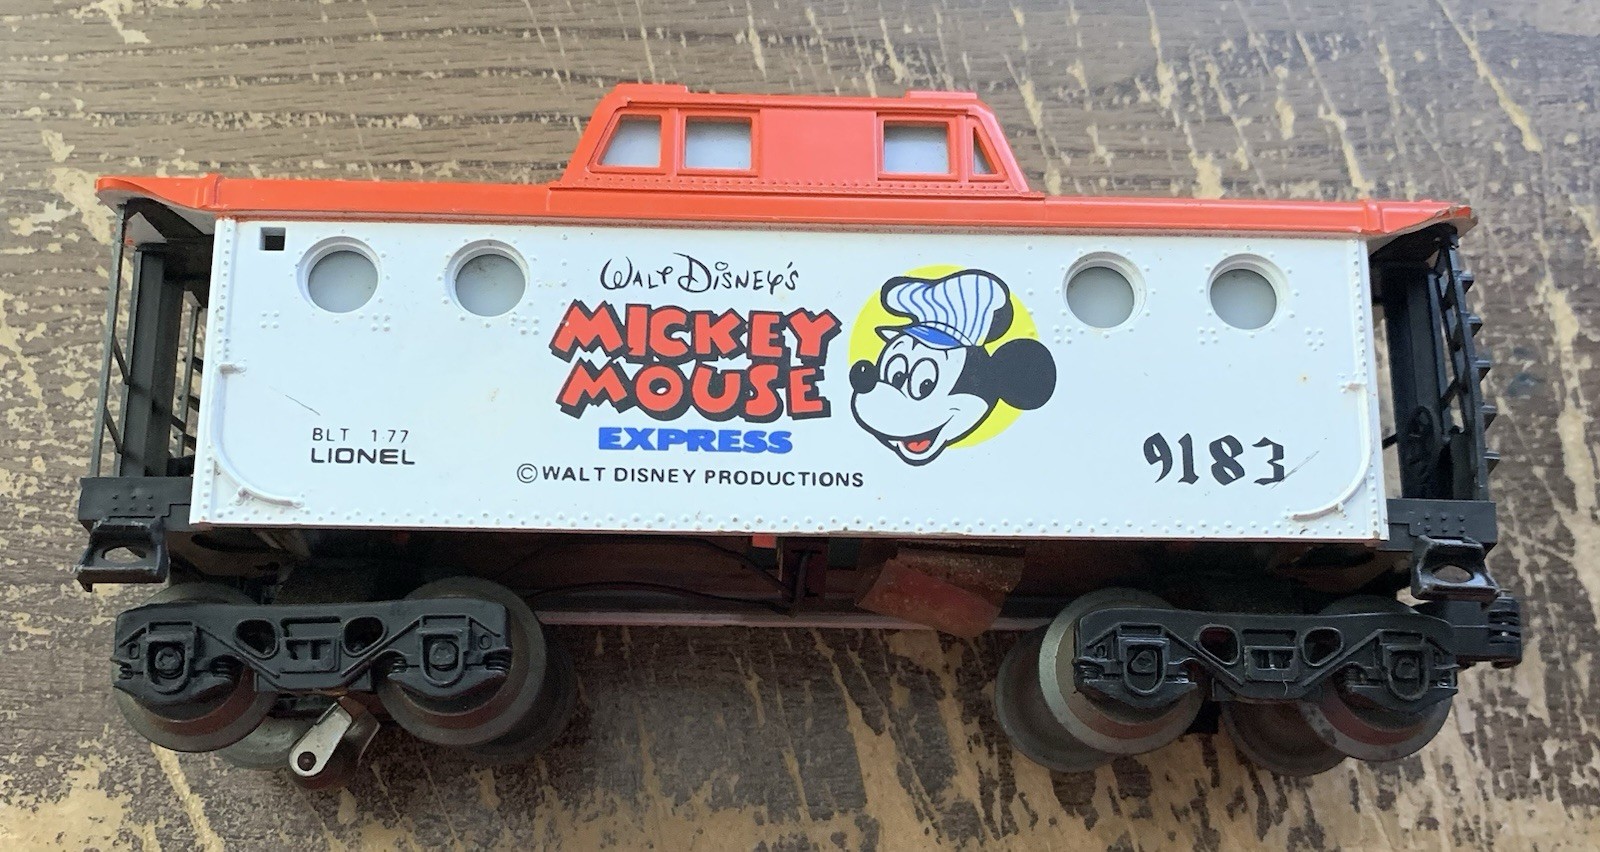 WALT DISNEY'S
MICKEY
MOUSE
EXPRESS
© WALT DISNEY PRODUCTIONS
BLT 1-77
LIONEL
9183